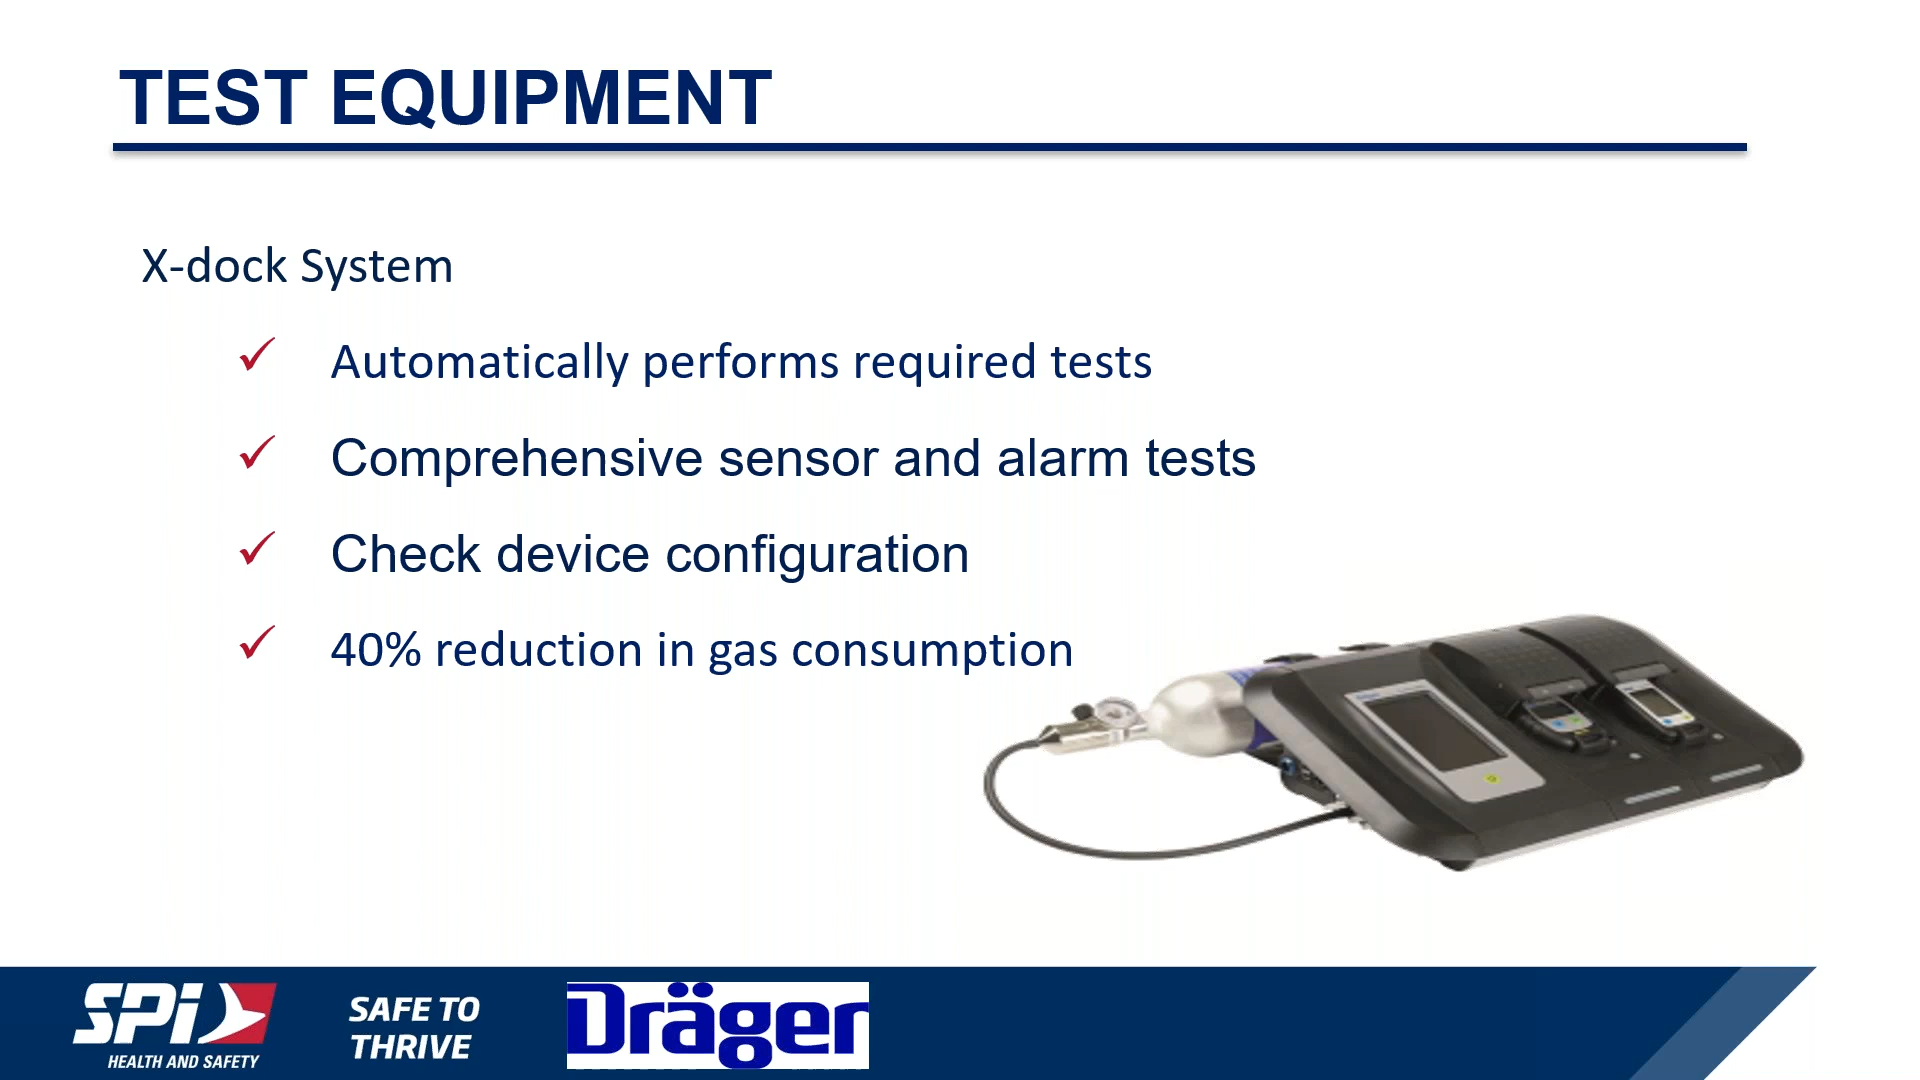 TEST EQUIPMENT
X-dock System
✓ Automatically performs required tests
✓ Comprehensive sensor and alarm tests
✓ Check device configuration
✓ 40% reduction in gas consumption
SPi
HEALTH AND SAFETY
SAFE TO
THRIVE
Dräger